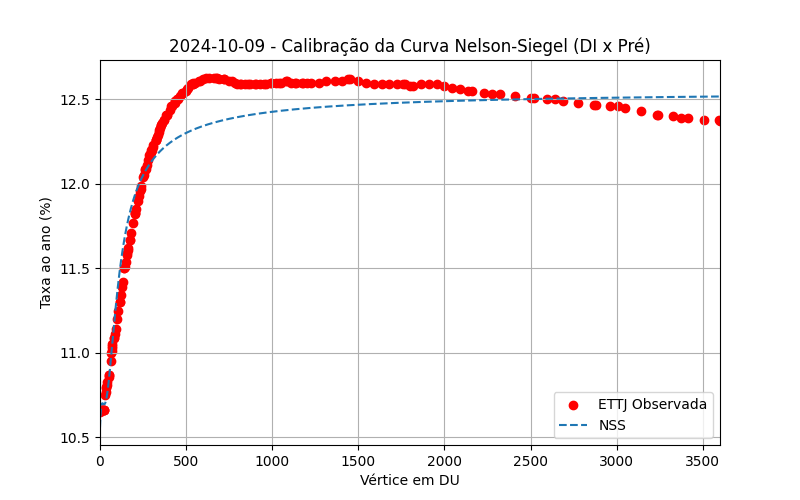 2024-10-09 - Calibração da Curva Nelson-Siegel (DI x Pré)
Taxa ao ano (%)
12.5
12.0
11.5
11.0
10.5
ETTJ Observada
NSS
0 500 1000 1500 2000 2500 3000 3500
Vértice em DU